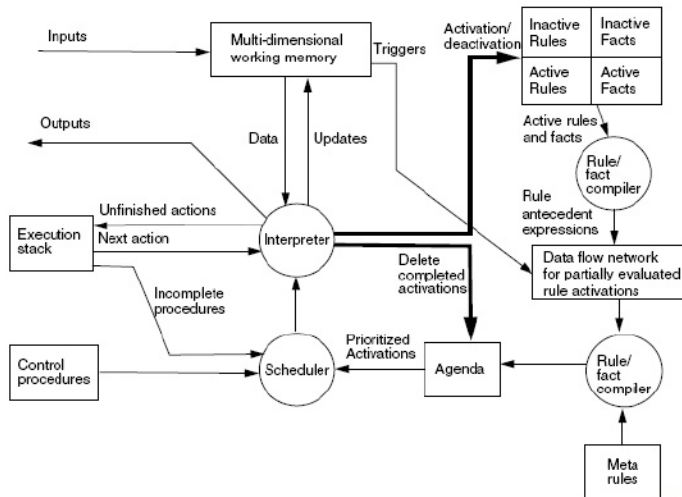 Inputs
Multi-dimensional
working memory
Triggers
Activation/
deactivation
Inactive
Rules
Inactive
Facts
Active
Rules
Active
Facts
Outputs
Data
Updates
Active rules
and facts
Rule/
fact
compiler
Unfinished actions
Execution
stack
Next action
Interpreter
Rule
antecedent
expressions
Delete
completed
activations
Data flow network
for partially evaluated
rule activations
Incomplete
procedures
Control
procedures
Scheduler
Prioritized
Activations
Agenda
Rule/
fact
compiler
Meta
rules